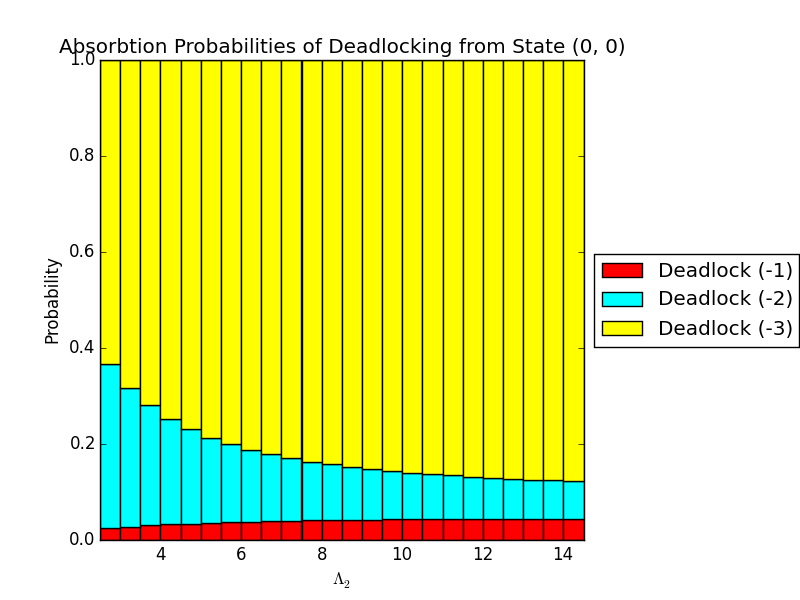 Absorbtion Probabilities of Deadlocking from State (0, 0)
1.0
0.8
0.6
0.4
0.2
0.0
Probability
4 6 8 10 12 14
Λ₂
Deadlock (-1)
Deadlock (-2)
Deadlock (-3)